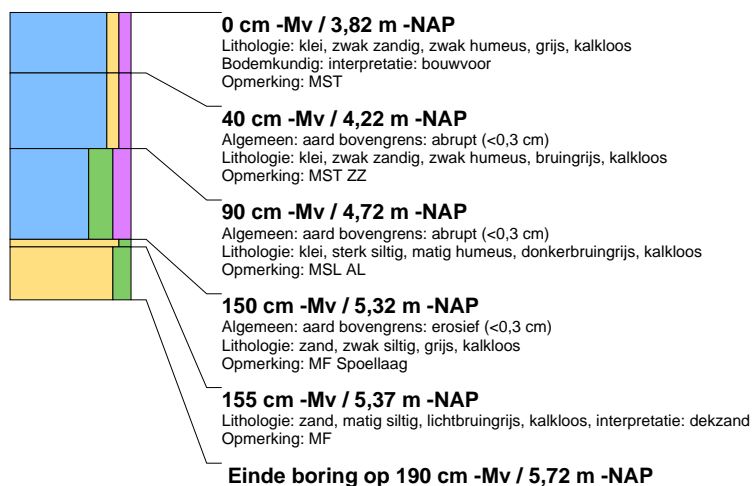 0 cm -Mv / 3,82 m -NAP
Lithologie: klei, zwak zandig, zwak humeus, grijs, kalkloos
Bodemkundig: interpretatie: bouwvoor
Opmerking: MST
40 cm -Mv / 4,22 m -NAP
Algemeen: aard bovengrens: abrupt (<0,3 cm)
Lithologie: klei, zwak zandig, zwak humeus, bruingrijs, kalkloos
Opmerking: MST ZZ
90 cm -Mv / 4,72 m -NAP
Algemeen: aard bovengrens: abrupt (<0,3 cm)
Lithologie: klei, sterk siltig, matig humeus, donkerbruingrijs, kalkloos
Opmerking: MSL AL
150 cm -Mv / 5,32 m -NAP
Algemeen: aard bovengrens: erosief (<0,3 cm)
Lithologie: zand, zwak siltig, grijs, kalkloos
Opmerking: MF Spoellaag
155 cm -Mv / 5,37 m -NAP
Lithologie: zand, matig siltig, lichtbruingrijs, kalkloos, interpretatie: dekzand
Opmerking: MF
Einde boring op 190 cm -Mv / 5,72 m -NAP